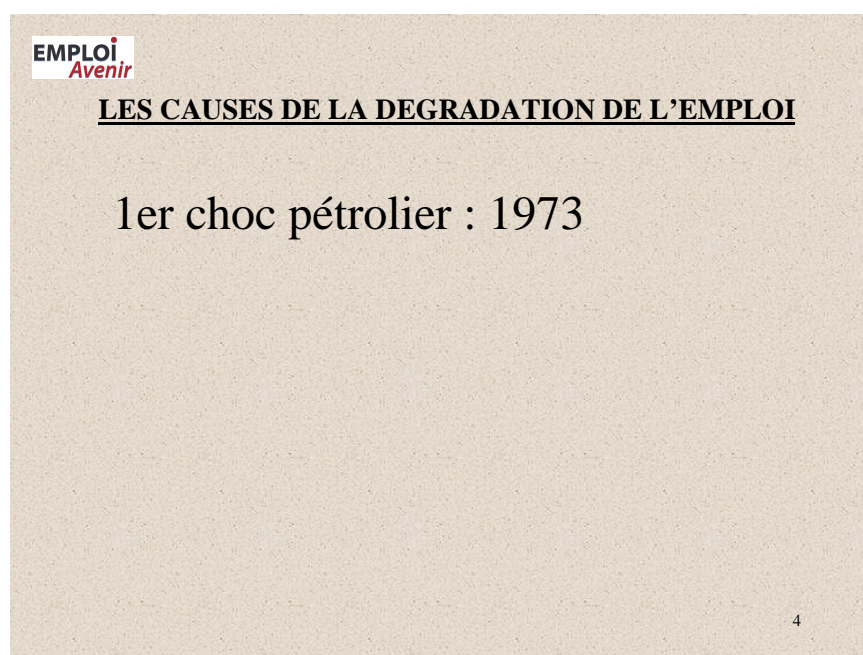 EMPLOI
Avenir
LES CAUSES DE LA DEGRADATION DE L’EMPLOI
1er choc pétrolier : 1973
4